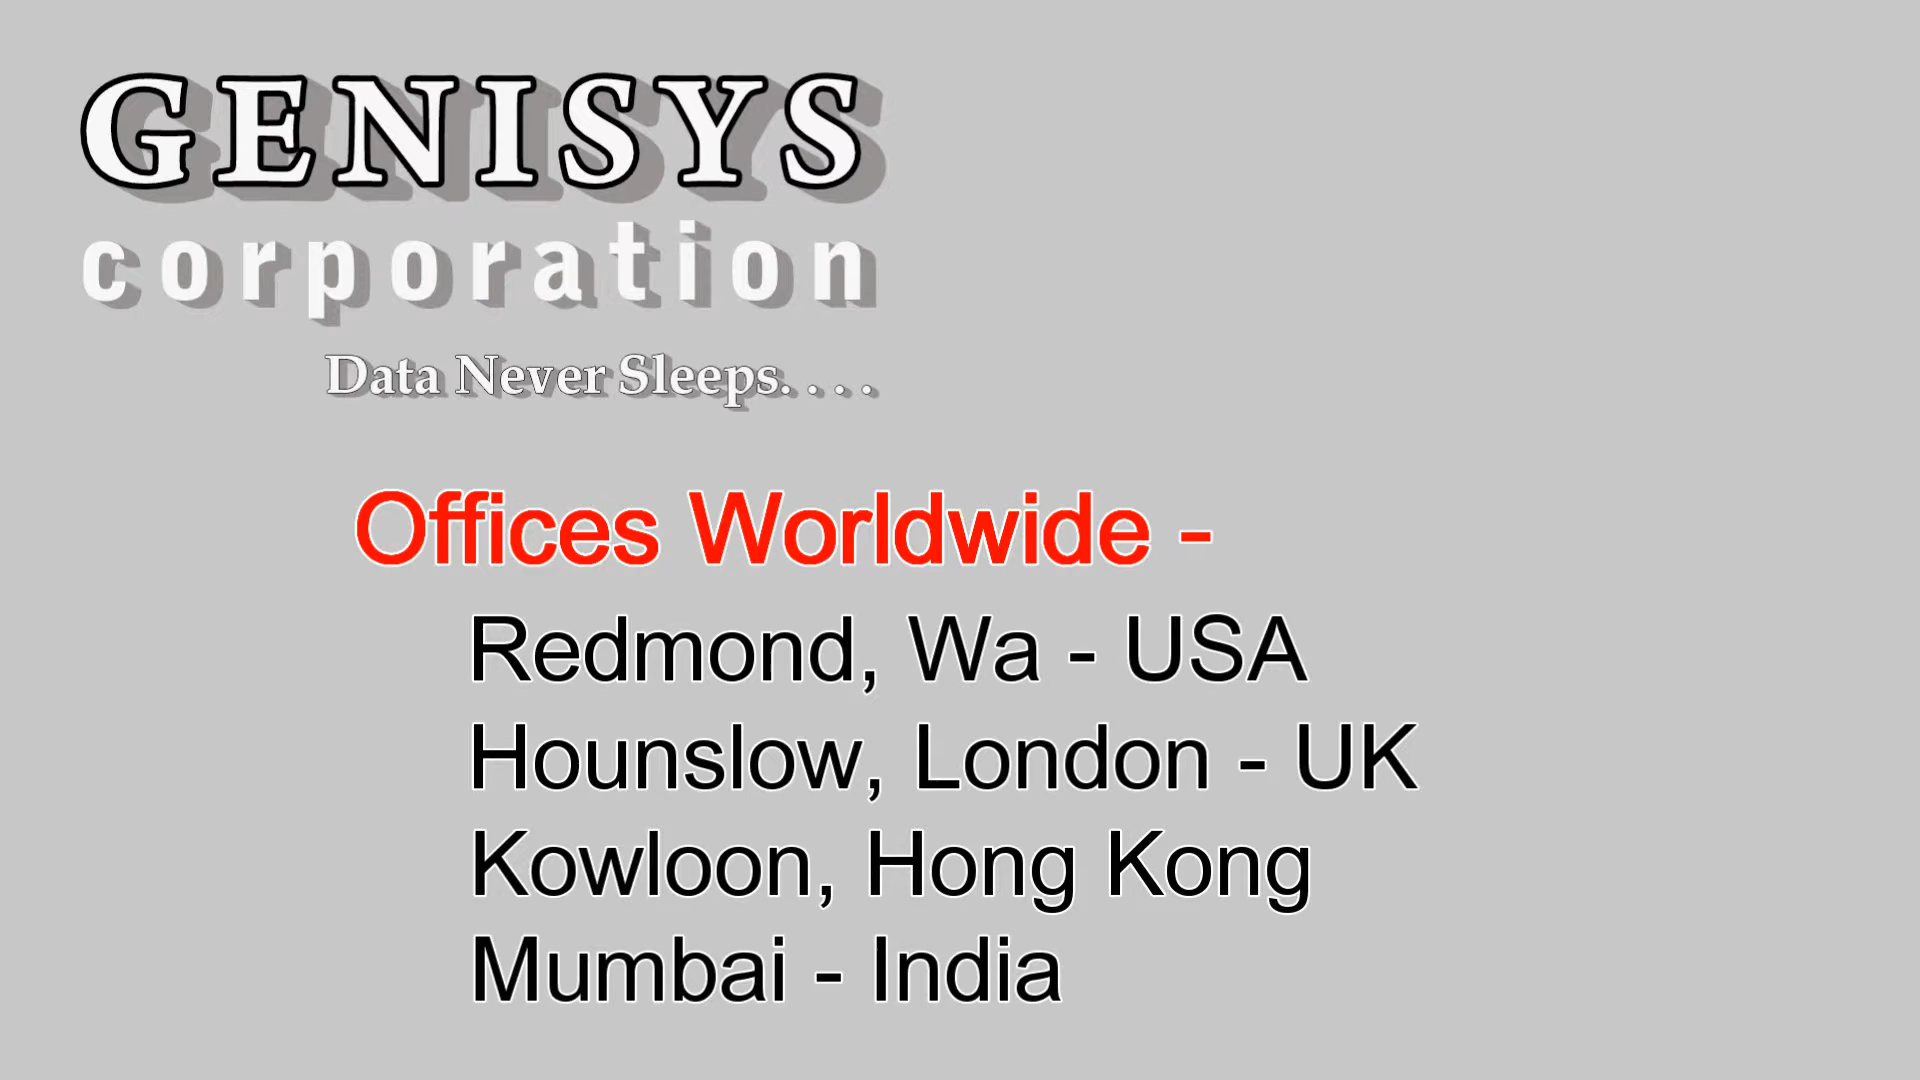 GENISYS
corporation
Data Never Sleeps. . . .
Offices Worldwide -
Redmond, Wa - USA
Hounslow, London - UK
Kowloon, Hong Kong
Mumbai - India